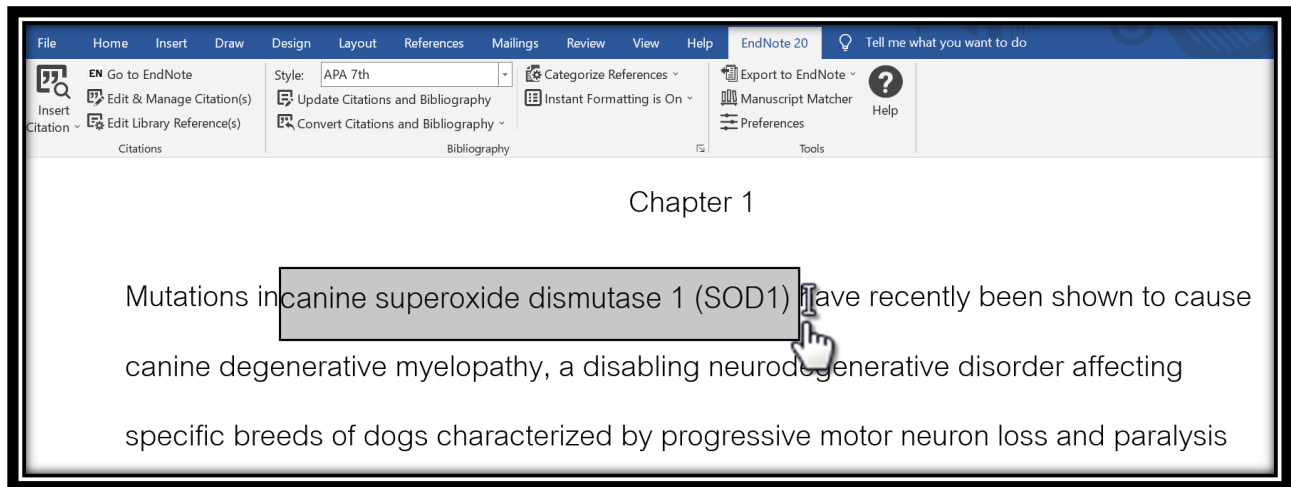 File Home Insert Draw Design Layout References Mailings Review View Help EndNote 20 Tell me what you want to do
Insert Citation
EN Go to EndNote
Edit & Manage Citation(s)
Edit Library Reference(s)
Citations
Style: APA 7th
Update Citations and Bibliography
Convert Citations and Bibliography
Categorize References
Instant Formatting is On
Bibliography
Export to EndNote
Manuscript Matcher
Preferences
Tools
? Help
Chapter 1
Mutations in canine superoxide dismutase 1 (SOD1) have recently been shown to cause
canine degenerative myelopathy, a disabling neurodegenerative disorder affecting
specific breeds of dogs characterized by progressive motor neuron loss and paralysis